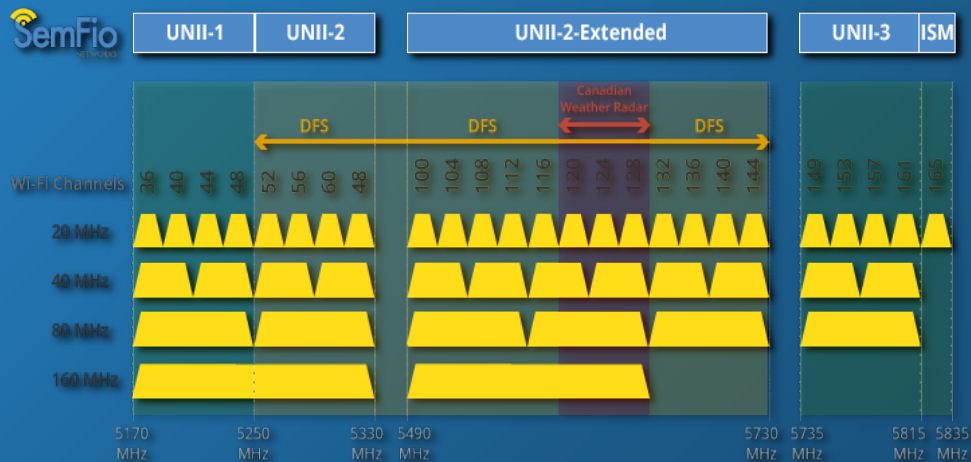 SemFio
NETWORKS
UNII-1 UNII-2 UNII-2-Extended UNII-3 ISM
Canadian
Weather Radar
DFS DFS DFS
Wi-Fi Channels 36 40 44 48 52 56 60 48 100 104 108 112 116 120 124 128 132 136 140 144 149 153 157 161 165
20 MHz
40 MHz
80 MHz
160 MHz
5170 5250 5330 5490 5730 5735 5815 5835
MHz MHz MHz MHz MHz MHz MHz MHz